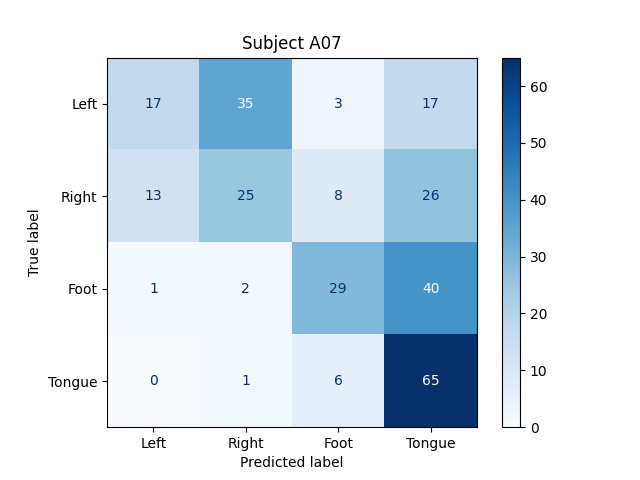 Subject A07
True label
Left 17 35 3 17
Right 13 25 8 26
Foot 1 2 29 40
Tongue 0 1 6 65
Left Right Foot Tongue
Predicted label
60
50
40
30
20
10
0